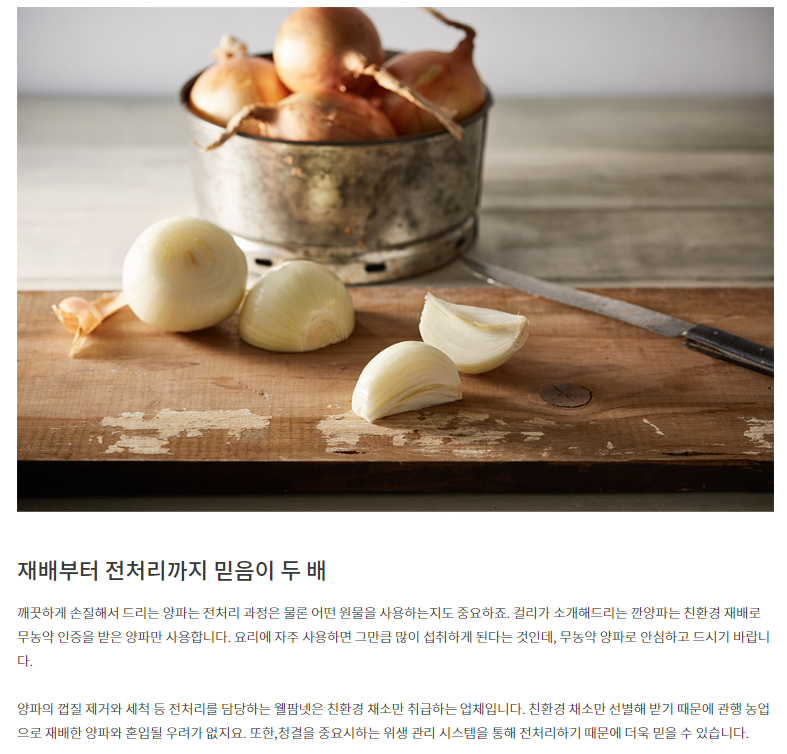 재배부터 전처리까지 믿음이 두 배
깨끗하게 손질해서 드리는 양파는 전처리 과정은 물론 어떤 원물을 사용하는지도 중요하죠. 컬리가 소개해드리는 깐양파는 친환경 재배로
무농약 인증을 받은 양파만 사용합니다. 요리에 자주 사용하면 그만큼 많이 섭취하게 된다는 것인데, 무농약 양파로 안심하고 드시기 바랍니
다.
양파의 껍질 제거와 세척 등 전처리를 담당하는 웰팜넷은 친환경 채소만 취급하는 업체입니다. 친환경 채소만 선별해 받기 때문에 관행 농업
으로 재배한 양파와 혼입될 우려가 없지요. 또한,청결을 중요시하는 위생 관리 시스템을 통해 전처리하기 때문에 더욱 믿을 수 있습니다.